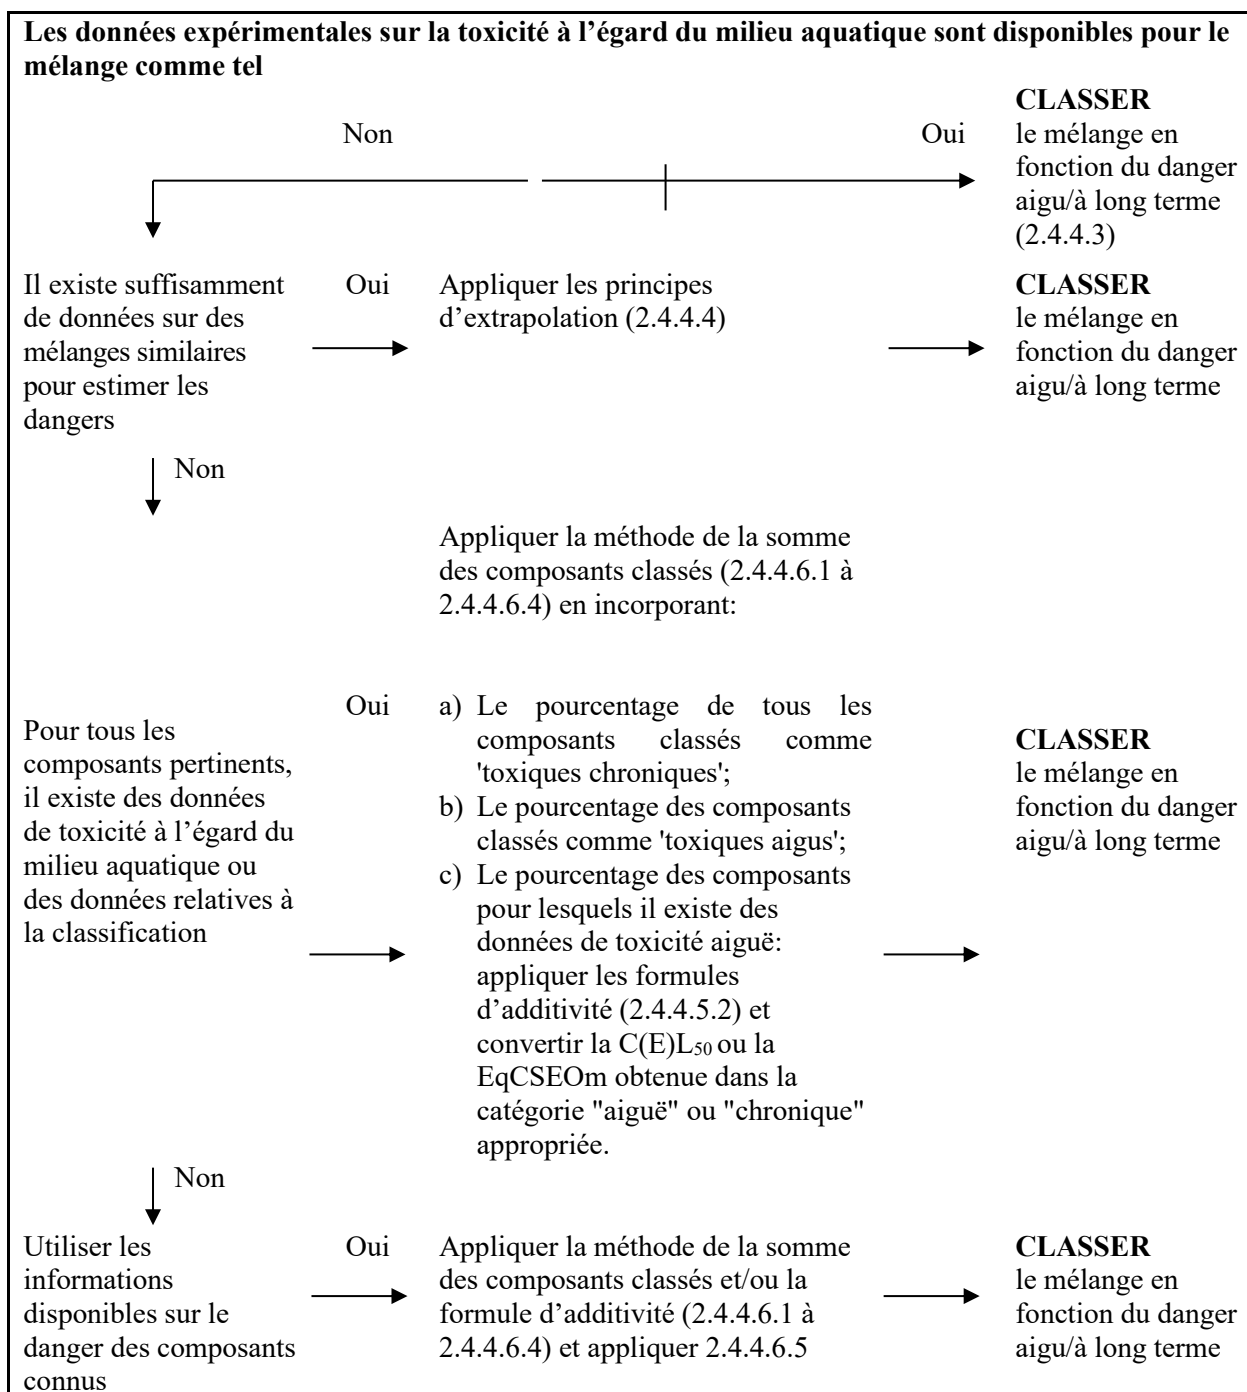 Les données expérimentales sur la toxicité à l’égard du milieu aquatique sont disponibles pour le
mélange comme tel
Non
Oui
CLASSER
le mélange en
fonction du danger
aigu/à long terme
(2.4.4.3)
Il existe suffisamment
de données sur des
mélanges similaires
pour estimer les
dangers
Oui
Appliquer les principes
d’extrapolation (2.4.4.4)
CLASSER
le mélange en
fonction du danger
aigu/à long terme
Non
Appliquer la méthode de la somme
des composants classés (2.4.4.6.1 à
2.4.4.6.4) en incorporant:
Pour tous les
composants pertinents,
il existe des données
de toxicité à l’égard du
milieu aquatique ou
des données relatives à
la classification
Oui
a) Le pourcentage de tous les
composants classés comme
'toxiques chroniques';
b) Le pourcentage des composants
classés comme 'toxiques aigus';
c) Le pourcentage des composants
pour lesquels il existe des
données de toxicité aiguë:
appliquer les formules
d’additivité (2.4.4.5.2) et
convertir la C(E)L50 ou la
EqCSEOm obtenue dans la
catégorie "aiguë" ou "chronique"
appropriée.
CLASSER
le mélange en
fonction du danger
aigu/à long terme
Non
Utiliser les
informations
disponibles sur le
danger des composants
connus
Oui
Appliquer la méthode de la somme
des composants classés et/ou la
formule d’additivité (2.4.4.6.1 à
2.4.4.6.4) et appliquer 2.4.4.6.5
CLASSER
le mélange en
fonction du danger
aigu/à long terme